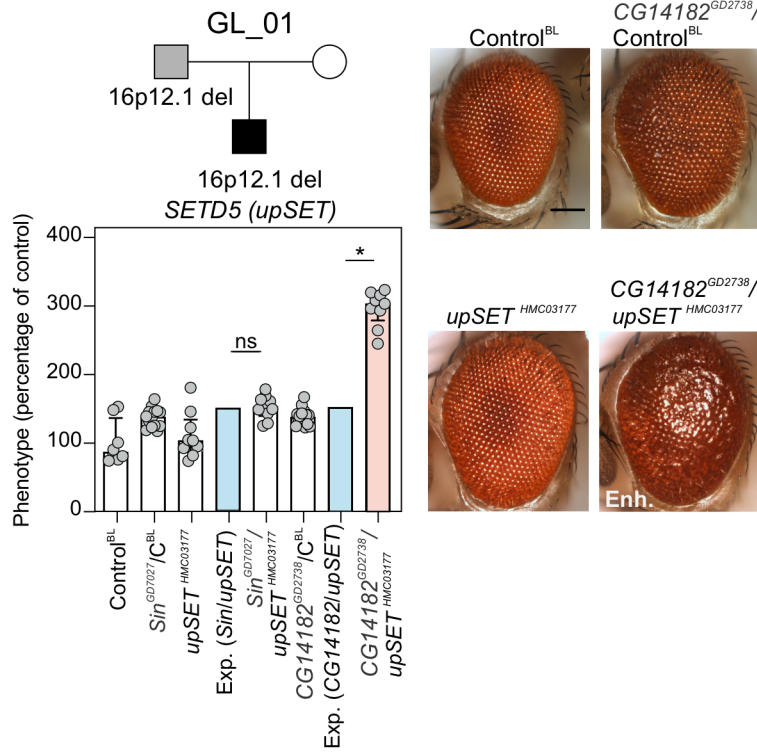 GL_01
16p12.1 del
16p12.1 del
SETD5 (upSET)
Phenotype (percentage of control)
400
300
200
100
0
ns
*
Control^BL
Sin^GD7027/C^BL
upSET ^HMC03177
Exp. (Sin/upSET)
Sin^GD7027/
upSET ^HMC03177
CG14182^GD2738/C^BL
Exp. (CG14182/upSET)
CG14182^GD2738/
upSET ^HMC03177
Control^BL
CG14182^GD2738/
Control^BL
upSET ^HMC03177
CG14182^GD2738/
upSET ^HMC03177
Enh.